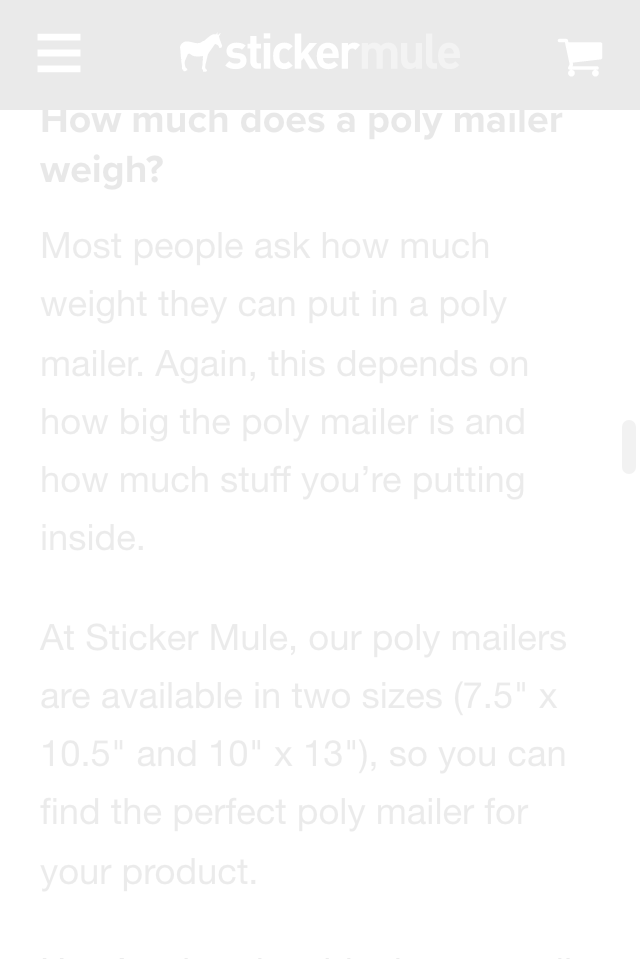 stickermule
How much does a poly mailer
weigh?
Most people ask how much
weight they can put in a poly
mailer. Again, this depends on
how big the poly mailer is and
how much stuff you’re putting
inside.
At Sticker Mule, our poly mailers
are available in two sizes (7.5" x
10.5" and 10" x 13"), so you can
find the perfect poly mailer for
your product.